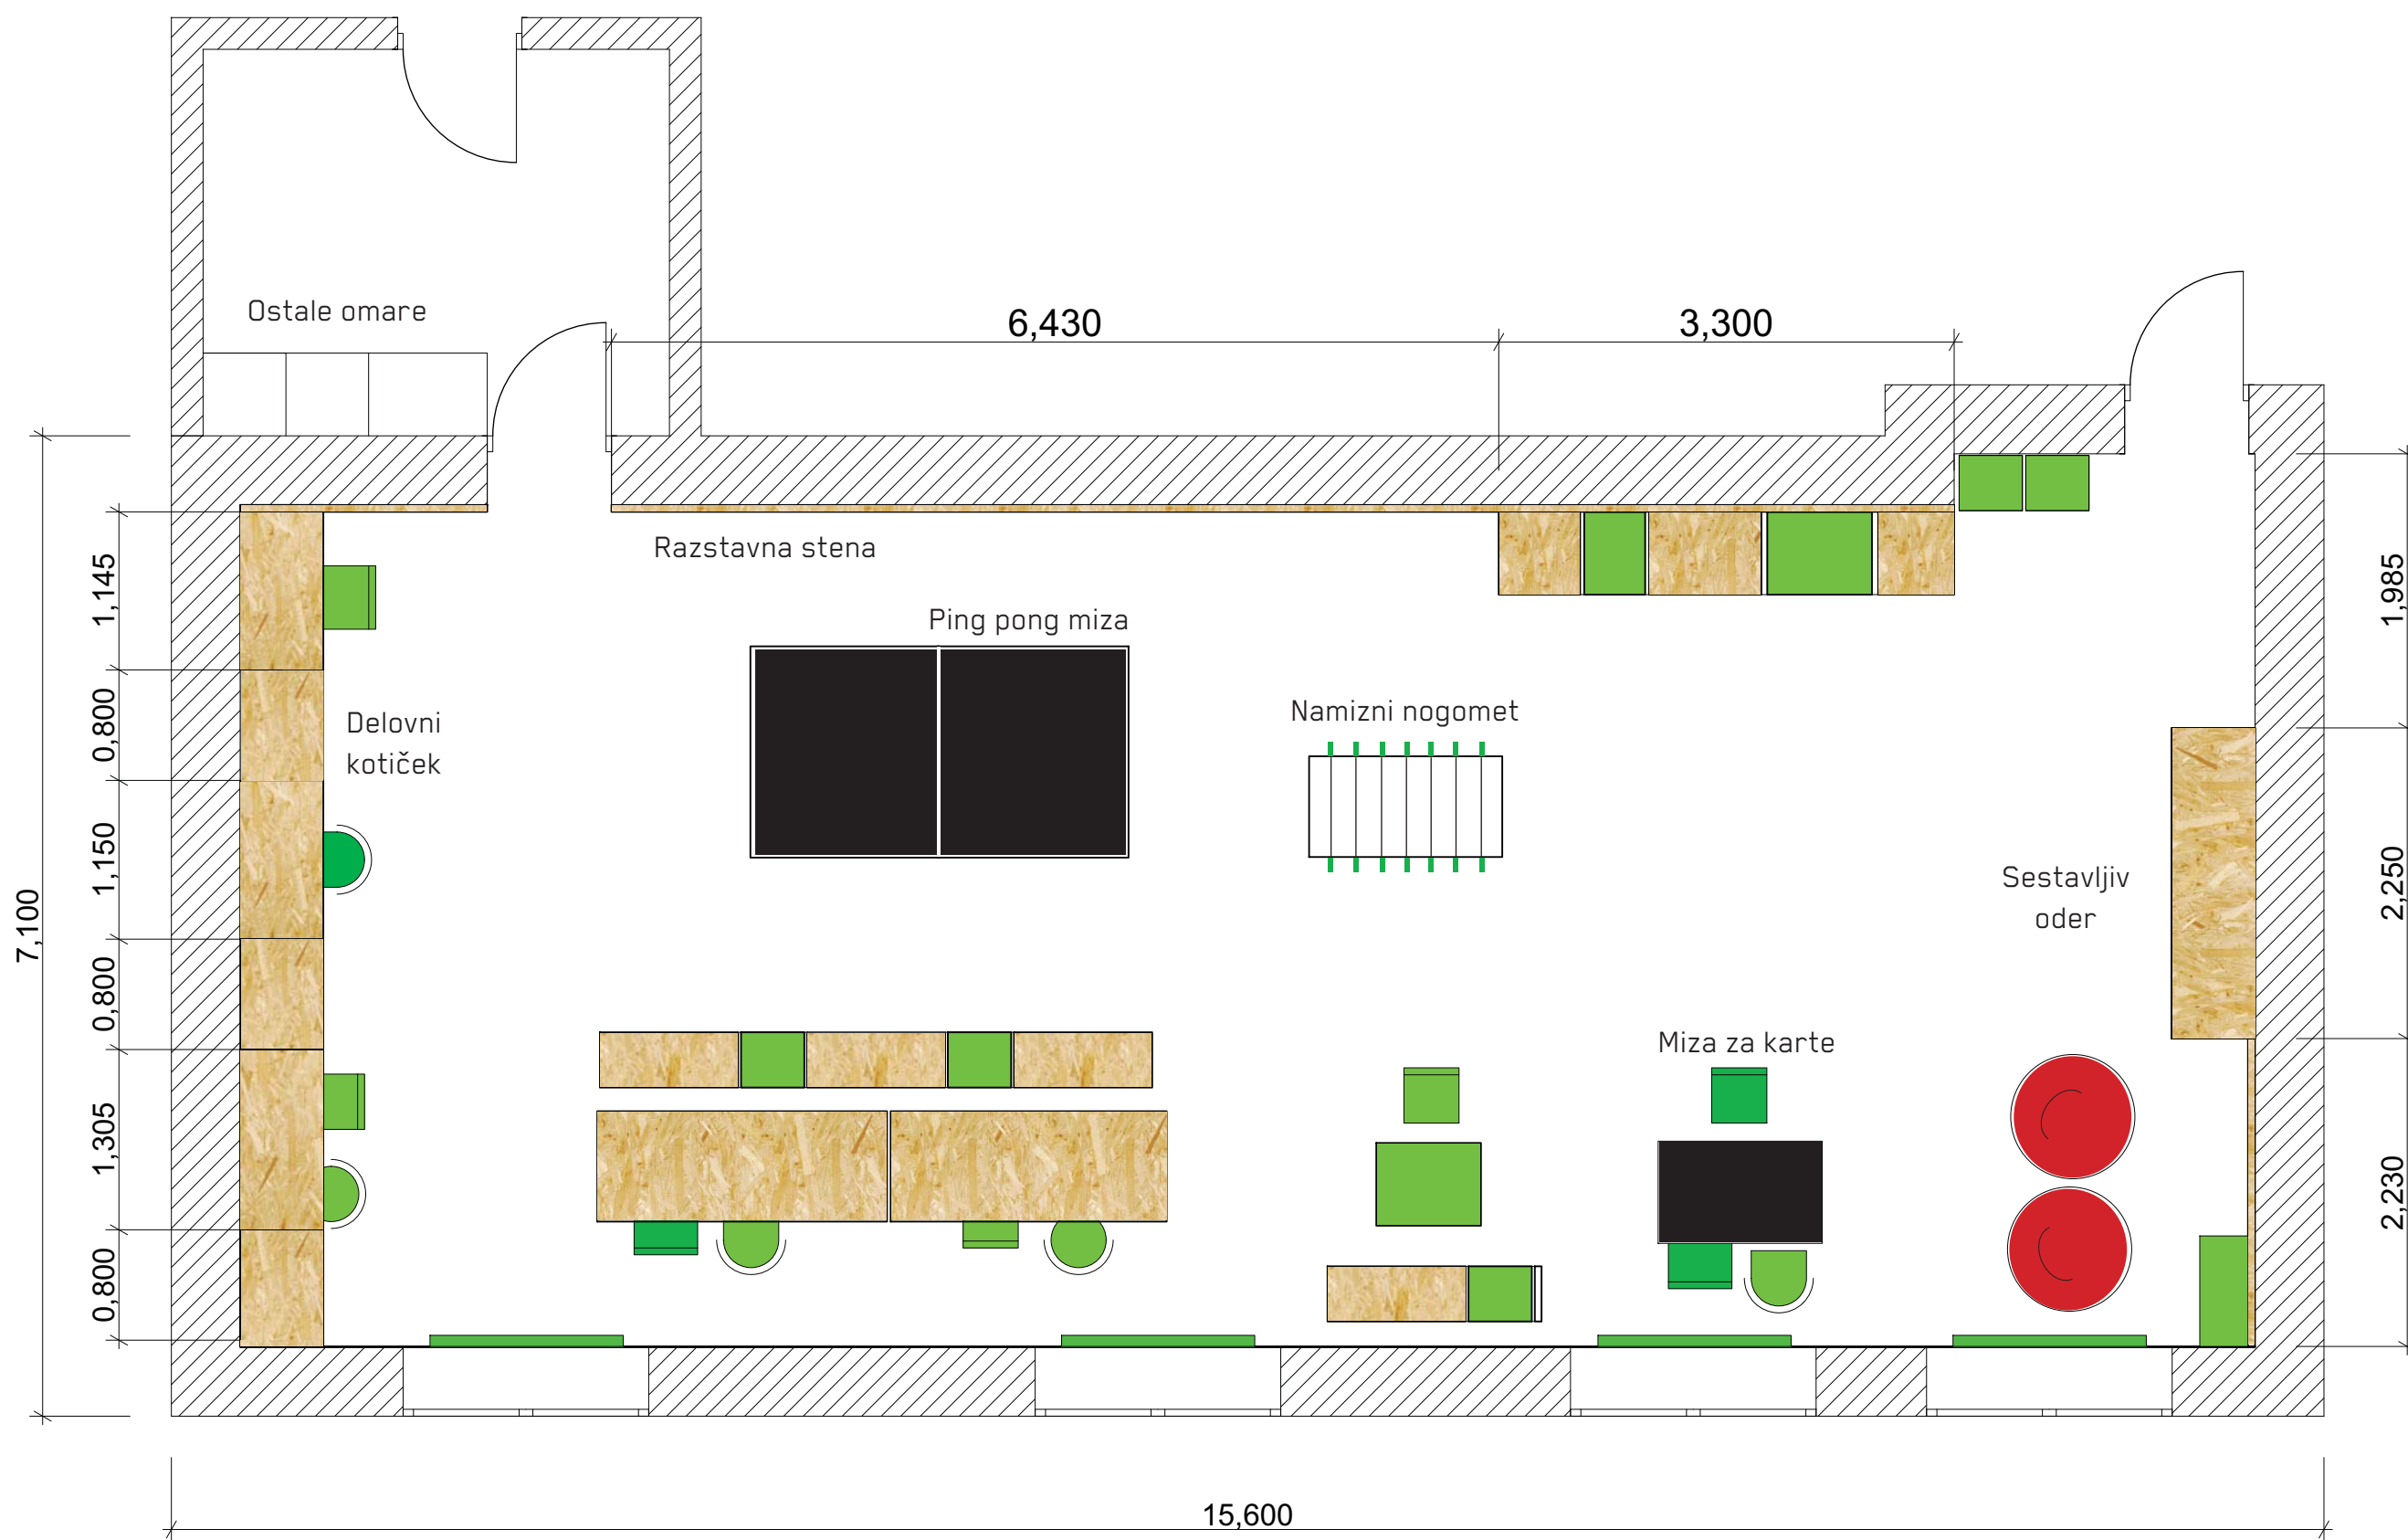 Ostale omare
6,430
3,300
Razstavna stena
Ping pong miza
Namizni nogomet
Delovni
kotiček
Sestavljiv
oder
Miza za karte
1,145
0,800
1,150
0,800
1,305
0,800
7,100
1,985
2,250
2,230
15,600